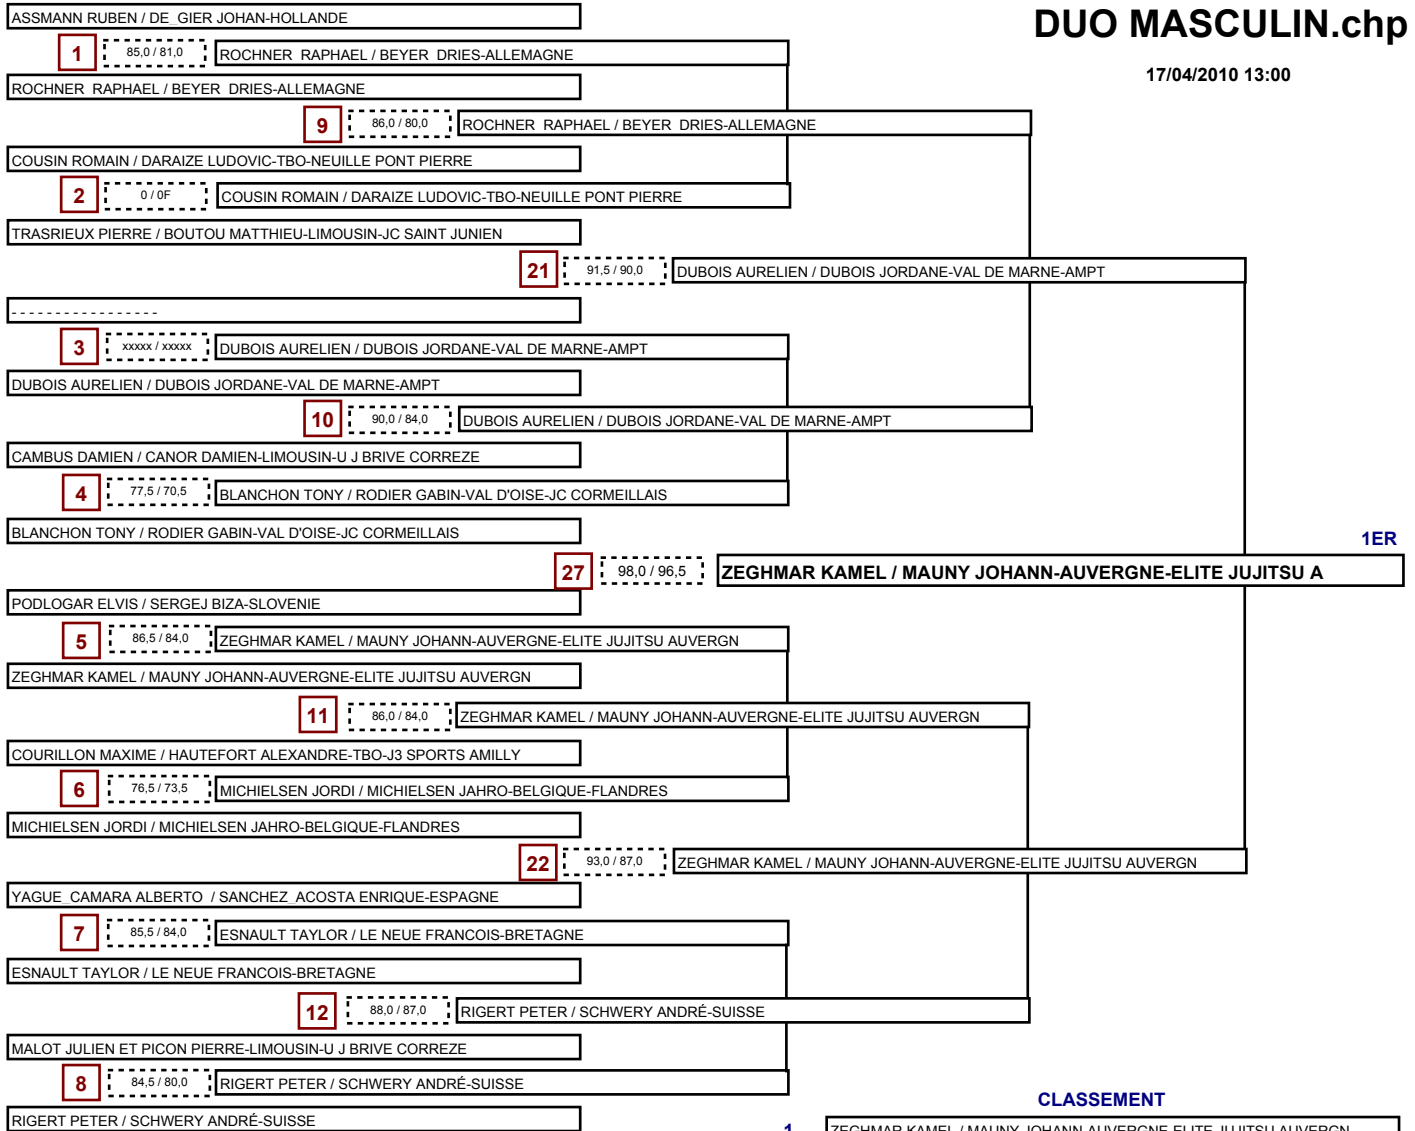 DUO MASCULIN.chp
17/04/2010 13:00
ASSMANN RUBEN / DE_GIER JOHAN-HOLLANDE
1 85,0 / 81,0 ROCHNER RAPHAEL / BEYER DRIES-ALLEMAGNE
ROCHNER RAPHAEL / BEYER DRIES-ALLEMAGNE
9 86,0 / 80,0 ROCHNER RAPHAEL / BEYER DRIES-ALLEMAGNE
COUSIN ROMAIN / DARAIZE LUDOVIC-TBO-NEUILLE PONT PIERRE
2 0 / 0F COUSIN ROMAIN / DARAIZE LUDOVIC-TBO-NEUILLE PONT PIERRE
TRASRIEUX PIERRE / BOUTOU MATTHIEU-LIMOUSIN-JC SAINT JUNIEN
21 91,5 / 90,0 DUBOIS AURELIEN / DUBOIS JORDANE-VAL DE MARNE-AMPT
- - - - - - - - - - - - - - - - -
3 xxxxx / xxxxx DUBOIS AURELIEN / DUBOIS JORDANE-VAL DE MARNE-AMPT
DUBOIS AURELIEN / DUBOIS JORDANE-VAL DE MARNE-AMPT
10 90,0 / 84,0 DUBOIS AURELIEN / DUBOIS JORDANE-VAL DE MARNE-AMPT
CAMBUS DAMIEN / CANOR DAMIEN-LIMOUSIN-U J BRIVE CORREZE
4 77,5 / 70,5 BLANCHON TONY / RODIER GABIN-VAL D'OISE-JC CORMEILLAIS
BLANCHON TONY / RODIER GABIN-VAL D'OISE-JC CORMEILLAIS
1ER
27 98,0 / 96,5 ZEGHMAR KAMEL / MAUNY JOHANN-AUVERGNE-ELITE JUJITSU A
PODLOGAR ELVIS / SERGEJ BIZA-SLOVENIE
5 86,5 / 84,0 ZEGHMAR KAMEL / MAUNY JOHANN-AUVERGNE-ELITE JUJITSU AUVERGN
ZEGHMAR KAMEL / MAUNY JOHANN-AUVERGNE-ELITE JUJITSU AUVERGN
11 86,0 / 84,0 ZEGHMAR KAMEL / MAUNY JOHANN-AUVERGNE-ELITE JUJITSU AUVERGN
COURILLON MAXIME / HAUTEFORT ALEXANDRE-TBO-J3 SPORTS AMILLY
6 76,5 / 73,5 MICHIELSEN JORDI / MICHIELSEN JAHRO-BELGIQUE-FLANDRES
MICHIELSEN JORDI / MICHIELSEN JAHRO-BELGIQUE-FLANDRES
22 93,0 / 87,0 ZEGHMAR KAMEL / MAUNY JOHANN-AUVERGNE-ELITE JUJITSU AUVERGN
YAGUE_CAMARA ALBERTO / SANCHEZ_ACOSTA ENRIQUE-ESPAGNE
7 85,5 / 84,0 ESNAULT TAYLOR / LE NEUE FRANCOIS-BRETAGNE
ESNAULT TAYLOR / LE NEUE FRANCOIS-BRETAGNE
12 88,0 / 87,0 RIGERT PETER / SCHWERY ANDRÉ-SUISSE
MALOT JULIEN ET PICON PIERRE-LIMOUSIN-U J BRIVE CORREZE
8 84,5 / 80,0 RIGERT PETER / SCHWERY ANDRÉ-SUISSE
CLASSEMENT
RIGERT PETER / SCHWERY ANDRÉ-SUISSE
1 ZEGHMAR KAMEL / MAUNY JOHANN-AUVERGNE-ELITE JUJITSU AUVERGN